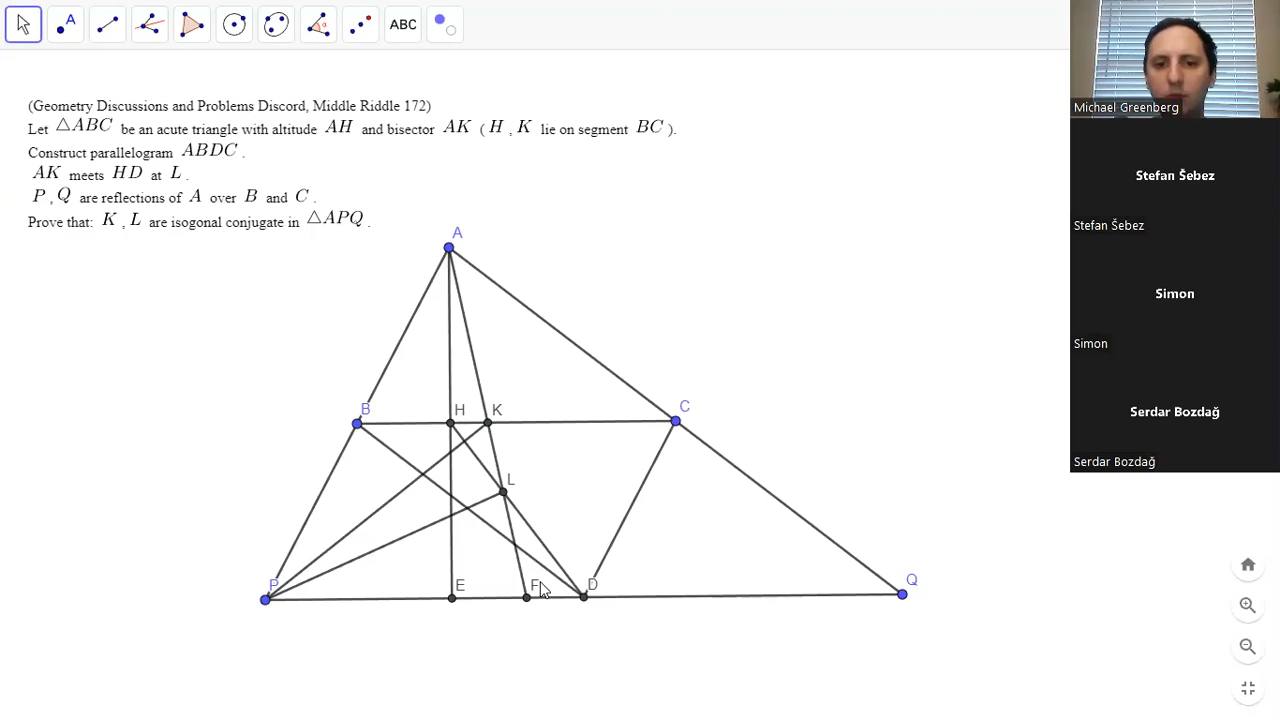 ABC
(Geometry Discussions and Problems Discord, Middle Riddle 172)
Let △ABC be an acute triangle with altitude AH and bisector AK ( H , K lie on segment BC ).
Construct parallelogram ABDC .
AK meets HD at L .
P , Q are reflections of A over B and C .
Prove that: K , L are isogonal conjugate in △APQ .
A
B H K C
L
P E F D Q
A
Michael Greenberg
Stefan Šebez
Stefan Šebez
Simon
Simon
Serdar Bozdağ
Serdar Bozdağ